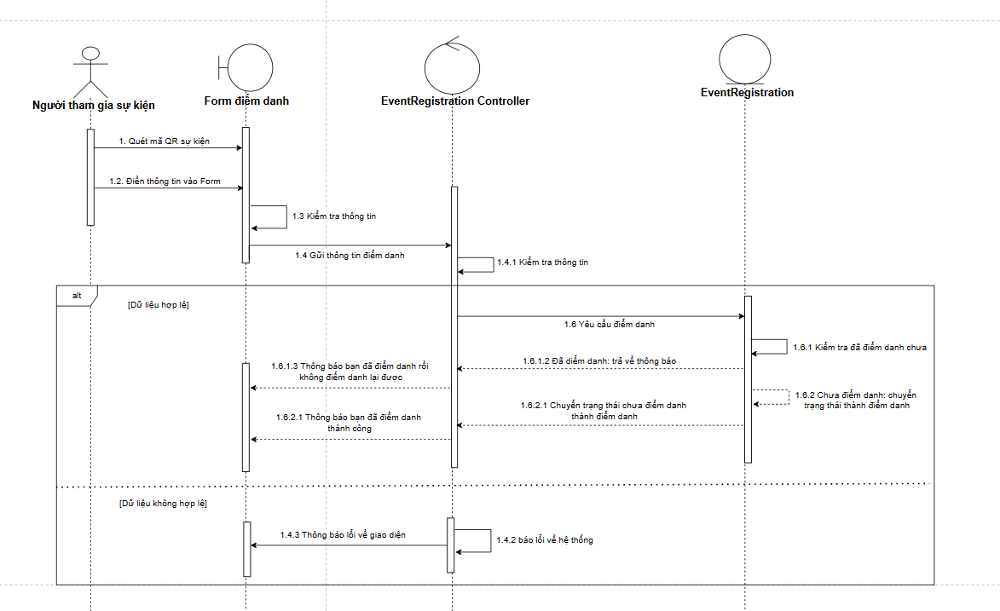 Người tham gia sự kiện
Form điểm danh
EventRegistration Controller
EventRegistration
1. Quét mã QR sự kiện
1.2. Điền thông tin vào Form
1.3 Kiểm tra thông tin
1.4 Gửi thông tin điểm danh
1.4.1 Kiểm tra thông tin
alt
[Dữ liệu hợp lệ]
1.6 Yêu cầu điểm danh
1.6.1 Kiểm tra đã điểm danh chưa
1.6.1.2 Đã diểm danh: trả về thông báo
1.6.1.3 Thông báo bạn đã điểm danh rồi
không điểm danh lại được
1.6.2 Chưa điểm danh: chuyển
trạng thái thành điểm danh
1.6.2.1 Chuyển trạng thái chưa điểm danh
thành điểm danh
1.6.2.1 Thông báo bạn đã điểm danh
thành công
[Dữ liệu không hợp lệ]
1.4.3 Thông báo lỗi về giao diện
1.4.2 báo lỗi về hệ thống